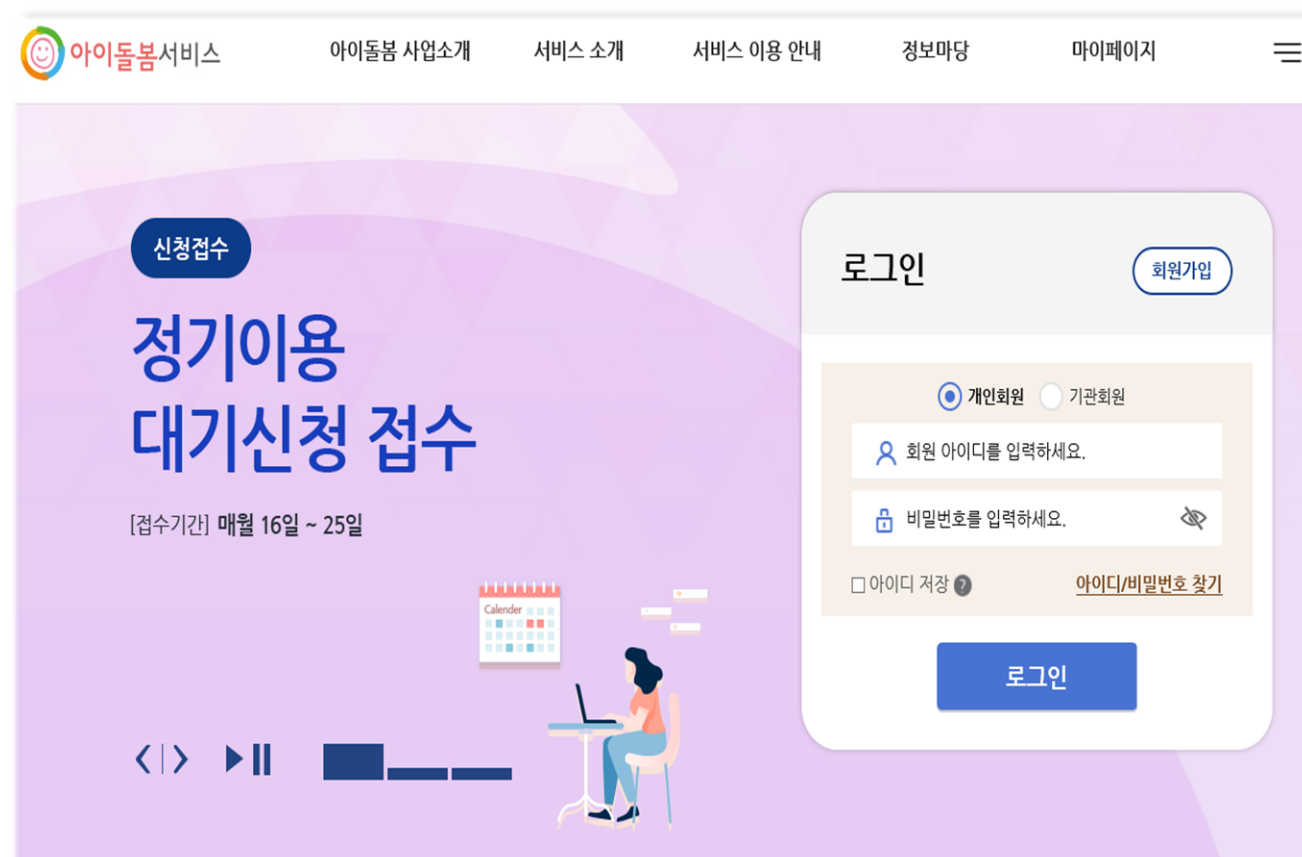 아이돌봄서비스
아이돌봄 사업소개 서비스 소개 서비스 이용 안내 정보마당 마이페이지
신청접수
정기이용
대기신청 접수
[접수기간] 매월 16일 ~ 25일
Calender
로그인 회원가입
개인회원 기관회원
회원 아이디를 입력하세요.
비밀번호를 입력하세요.
아이디 저장 ? 아이디/비밀번호 찾기
로그인